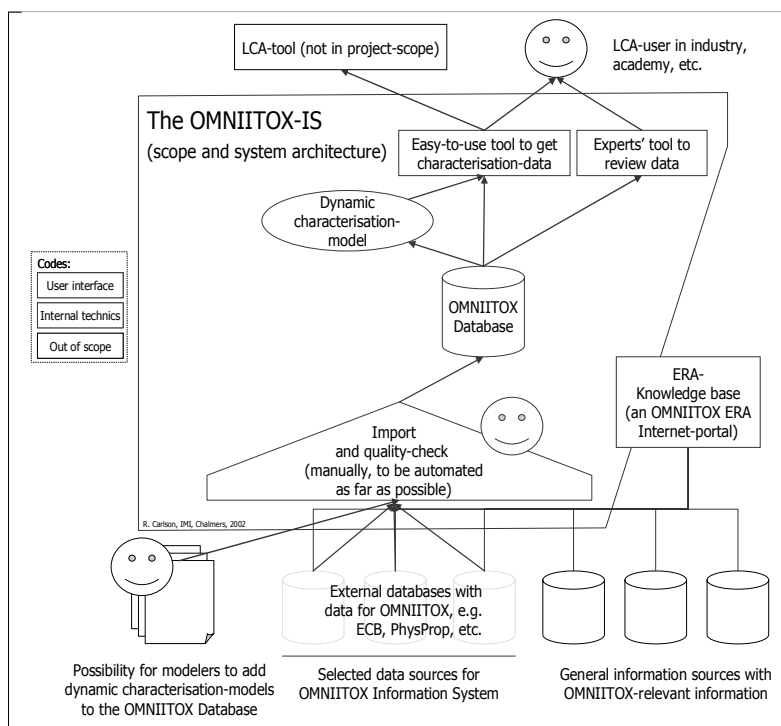 LCA-tool (not in project-scope)
LCA-user in industry,
academy, etc.
The OMNIITOX-IS
(scope and system architecture)
Easy-to-use tool to get
characterisation-data
Experts' tool to
review data
Dynamic
characterisation-
model
Codes:
User interface
Internal technics
Out of scope
OMNIITOX
Database
ERA-
Knowledge base
(an OMNIITOX ERA
Internet-portal)
Import
and quality-check
(manually, to be automated
as far as possible)
R. Carlson, IMI, Chalmers, 2002
External databases with
data for OMNIITOX, e.g.
ECB, PhysProp, etc.
Possibility for modelers to add
dynamic characterisation-models
to the OMNIITOX Database
Selected data sources for
OMNIITOX Information System
General information sources with
OMNIITOX-relevant information